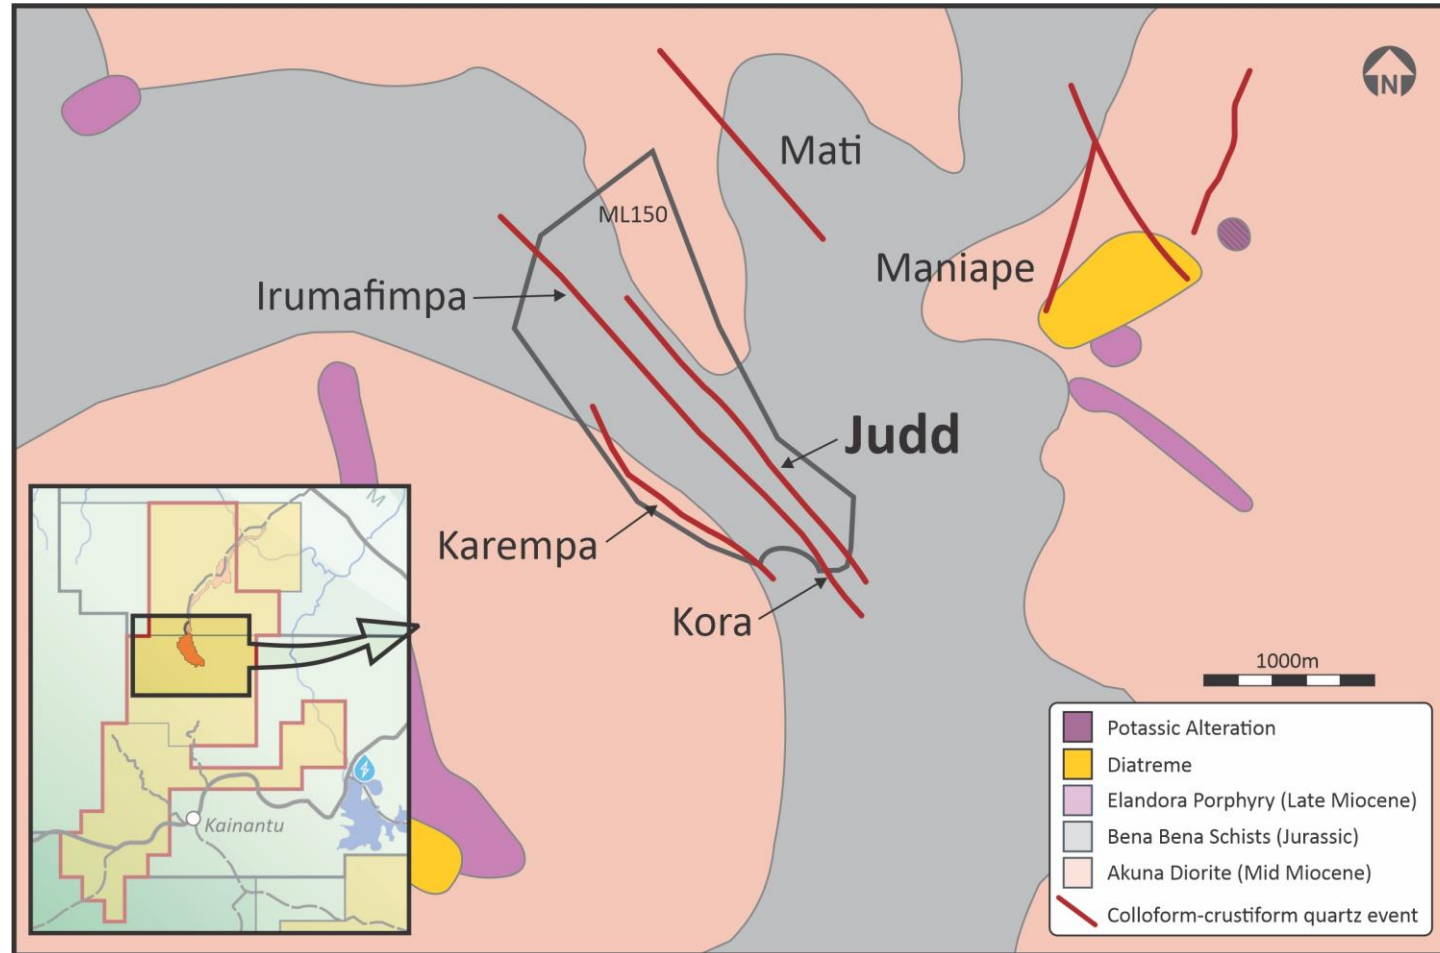 N
Mati
ML150
Maniape
Irumafimpa
Judd
Karempa
Kora
M
Kainantu
1000m
Potassic Alteration
Diatreme
Elandora Porphyry (Late Miocene)
Bena Bena Schists (Jurassic)
Akuna Diorite (Mid Miocene)
Colloform-crustiform quartz event